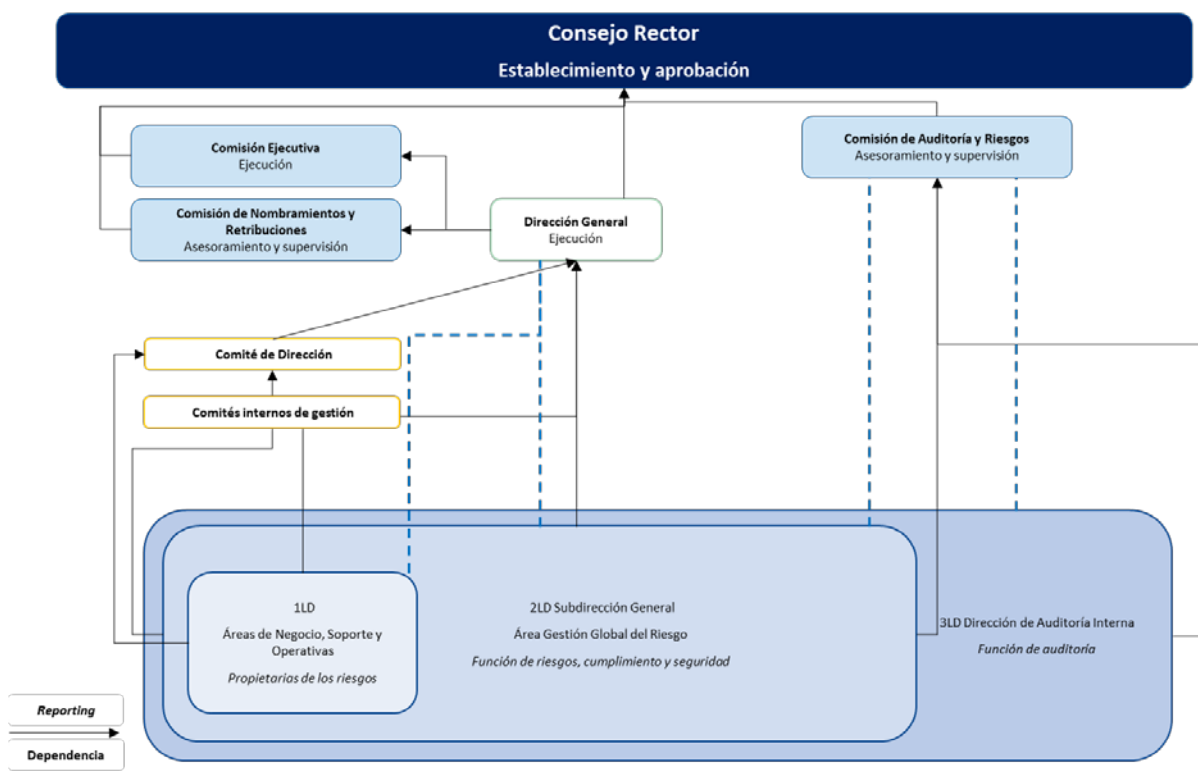 Consejo Rector
Establecimiento y aprobación
Comisión Ejecutiva
Ejecución
Comisión de Auditoría y Riesgos
Asesoramiento y supervisión
Comisión de Nombramientos y
Retribuciones
Asesoramiento y supervisión
Dirección General
Ejecución
Comité de Dirección
Comités internos de gestión
1LD
Áreas de Negocio, Soporte y
Operativas
Propietarias de los riesgos
2LD Subdirección General
Área Gestión Global del Riesgo
Función de riesgos, cumplimiento y seguridad
3LD Dirección de Auditoría Interna
Función de auditoría
Reporting
Dependencia